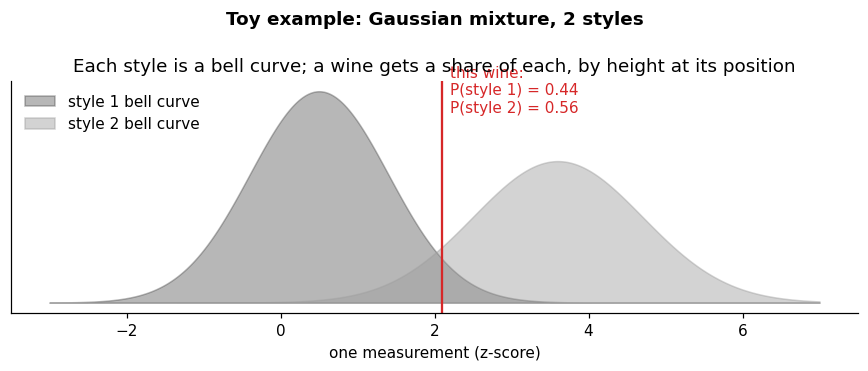 Toy example: Gaussian mixture, 2 styles
Each style is a bell curve; a wine gets a share of each, by height at its position
this wine:
P(style 1) = 0.44
P(style 2) = 0.56
style 1 bell curve
style 2 bell curve
−2
0
2
4
6
one measurement (z-score)